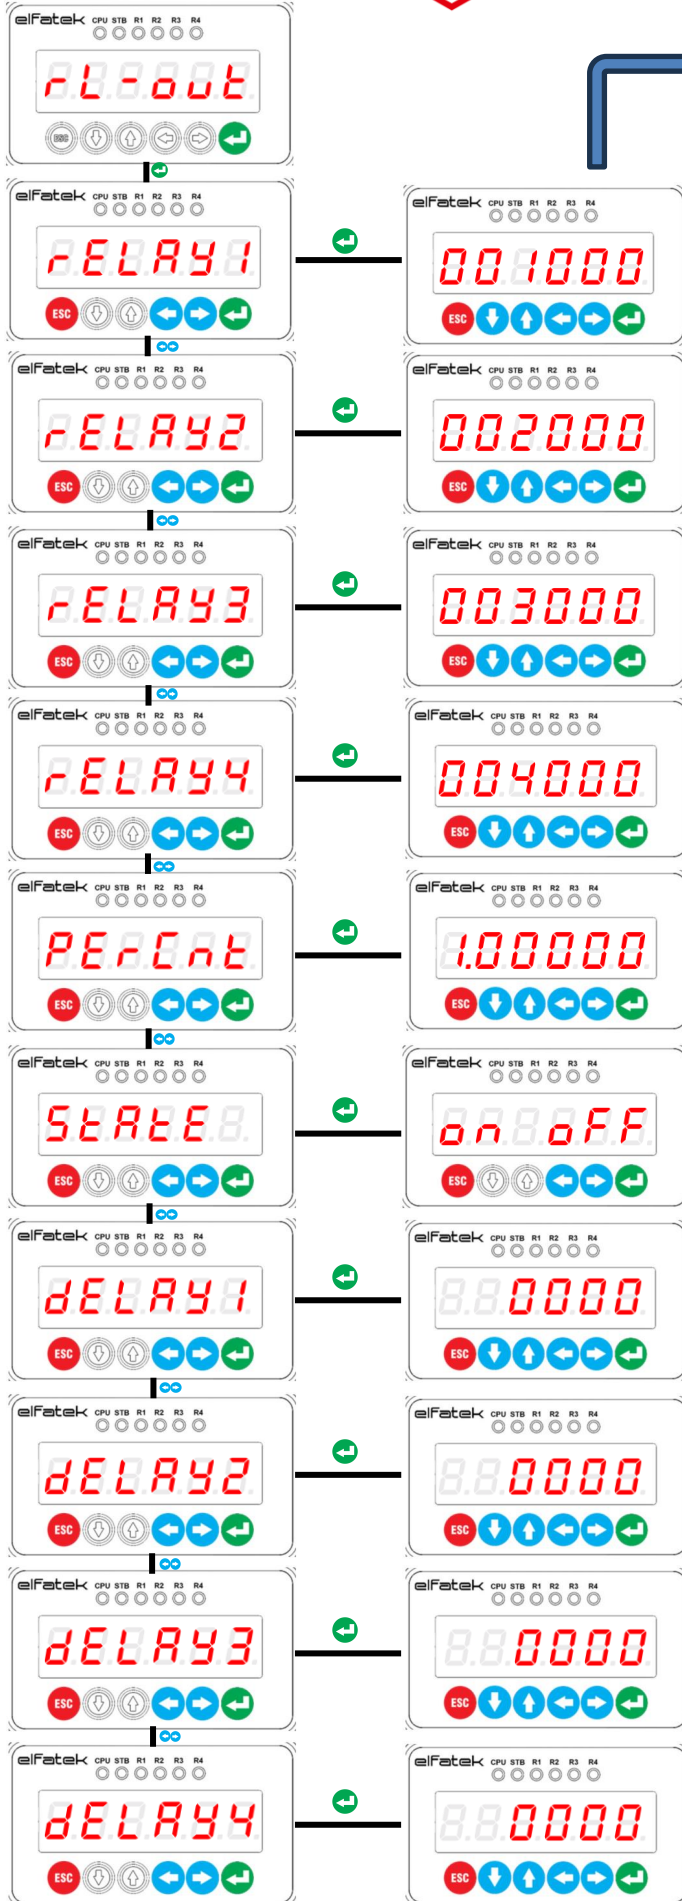 elFatek CPU STB R1 R2 R3 R4
rL-out
ESC
elFatek CPU STB R1 R2 R3 R4
rELAY1
ESC
elFatek CPU STB R1 R2 R3 R4
001000
ESC
elFatek CPU STB R1 R2 R3 R4
rELAY2
ESC
elFatek CPU STB R1 R2 R3 R4
002000
ESC
elFatek CPU STB R1 R2 R3 R4
rELAY3
ESC
elFatek CPU STB R1 R2 R3 R4
003000
ESC
elFatek CPU STB R1 R2 R3 R4
rELAY4
ESC
elFatek CPU STB R1 R2 R3 R4
004000
ESC
elFatek CPU STB R1 R2 R3 R4
PErCnt
ESC
elFatek CPU STB R1 R2 R3 R4
1.00000
ESC
elFatek CPU STB R1 R2 R3 R4
StAtE
ESC
elFatek CPU STB R1 R2 R3 R4
on oFF
ESC
elFatek CPU STB R1 R2 R3 R4
dELAY1
ESC
elFatek CPU STB R1 R2 R3 R4
0000
ESC
elFatek CPU STB R1 R2 R3 R4
dELAY2
ESC
elFatek CPU STB R1 R2 R3 R4
0000
ESC
elFatek CPU STB R1 R2 R3 R4
dELAY3
ESC
elFatek CPU STB R1 R2 R3 R4
0000
ESC
elFatek CPU STB R1 R2 R3 R4
dELAY4
ESC
elFatek CPU STB R1 R2 R3 R4
0000
ESC